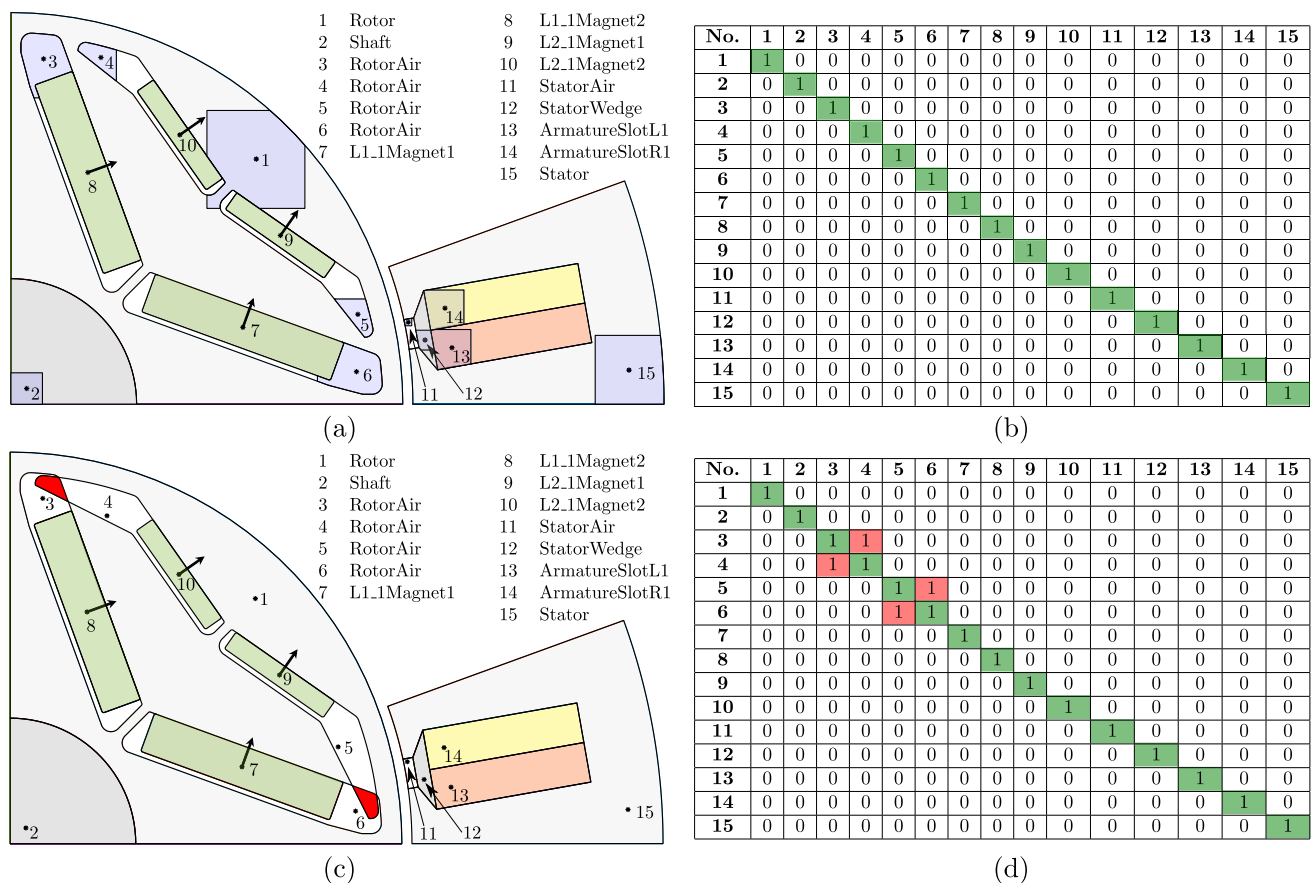 1 Rotor 8 L1_1Magnet2
2 Shaft 9 L2_1Magnet1
3 RotorAir 10 L2_1Magnet2
4 RotorAir 11 StatorAir
5 RotorAir 12 StatorWedge
6 RotorAir 13 ArmatureSlotL1
7 L1_1Magnet1 14 ArmatureSlotR1
15 Stator
3
4
10
1
8
9
7
5
6
2
14
13
15
11
12
(a)
No. 1 2 3 4 5 6 7 8 9 10 11 12 13 14 15
1 1 0 0 0 0 0 0 0 0 0 0 0 0 0 0
2 0 1 0 0 0 0 0 0 0 0 0 0 0 0 0
3 0 0 1 0 0 0 0 0 0 0 0 0 0 0 0
4 0 0 0 1 0 0 0 0 0 0 0 0 0 0 0
5 0 0 0 0 1 0 0 0 0 0 0 0 0 0 0
6 0 0 0 0 0 1 0 0 0 0 0 0 0 0 0
7 0 0 0 0 0 0 1 0 0 0 0 0 0 0 0
8 0 0 0 0 0 0 0 1 0 0 0 0 0 0 0
9 0 0 0 0 0 0 0 0 1 0 0 0 0 0 0
10 0 0 0 0 0 0 0 0 0 1 0 0 0 0 0
11 0 0 0 0 0 0 0 0 0 0 1 0 0 0 0
12 0 0 0 0 0 0 0 0 0 0 0 1 0 0 0
13 0 0 0 0 0 0 0 0 0 0 0 0 1 0 0
14 0 0 0 0 0 0 0 0 0 0 0 0 0 1 0
15 0 0 0 0 0 0 0 0 0 0 0 0 0 0 1
(b)
1 Rotor 8 L1_1Magnet2
2 Shaft 9 L2_1Magnet1
3 RotorAir 10 L2_1Magnet2
4 RotorAir 11 StatorAir
5 RotorAir 12 StatorWedge
6 RotorAir 13 ArmatureSlotL1
7 L1_1Magnet1 14 ArmatureSlotR1
15 Stator
3
4
10
1
8
9
5
7
6
2
14
13
15
11
12
(c)
No. 1 2 3 4 5 6 7 8 9 10 11 12 13 14 15
1 1 0 0 0 0 0 0 0 0 0 0 0 0 0 0
2 0 1 0 0 0 0 0 0 0 0 0 0 0 0 0
3 0 0 1 1 0 0 0 0 0 0 0 0 0 0 0
4 0 0 1 1 0 0 0 0 0 0 0 0 0 0 0
5 0 0 0 0 1 1 0 0 0 0 0 0 0 0 0
6 0 0 0 0 1 1 0 0 0 0 0 0 0 0 0
7 0 0 0 0 0 0 1 0 0 0 0 0 0 0 0
8 0 0 0 0 0 0 0 1 0 0 0 0 0 0 0
9 0 0 0 0 0 0 0 0 1 0 0 0 0 0 0
10 0 0 0 0 0 0 0 0 0 1 0 0 0 0 0
11 0 0 0 0 0 0 0 0 0 0 1 0 0 0 0
12 0 0 0 0 0 0 0 0 0 0 0 1 0 0 0
13 0 0 0 0 0 0 0 0 0 0 0 0 1 0 0
14 0 0 0 0 0 0 0 0 0 0 0 0 0 1 0
15 0 0 0 0 0 0 0 0 0 0 0 0 0 0 1
(d)